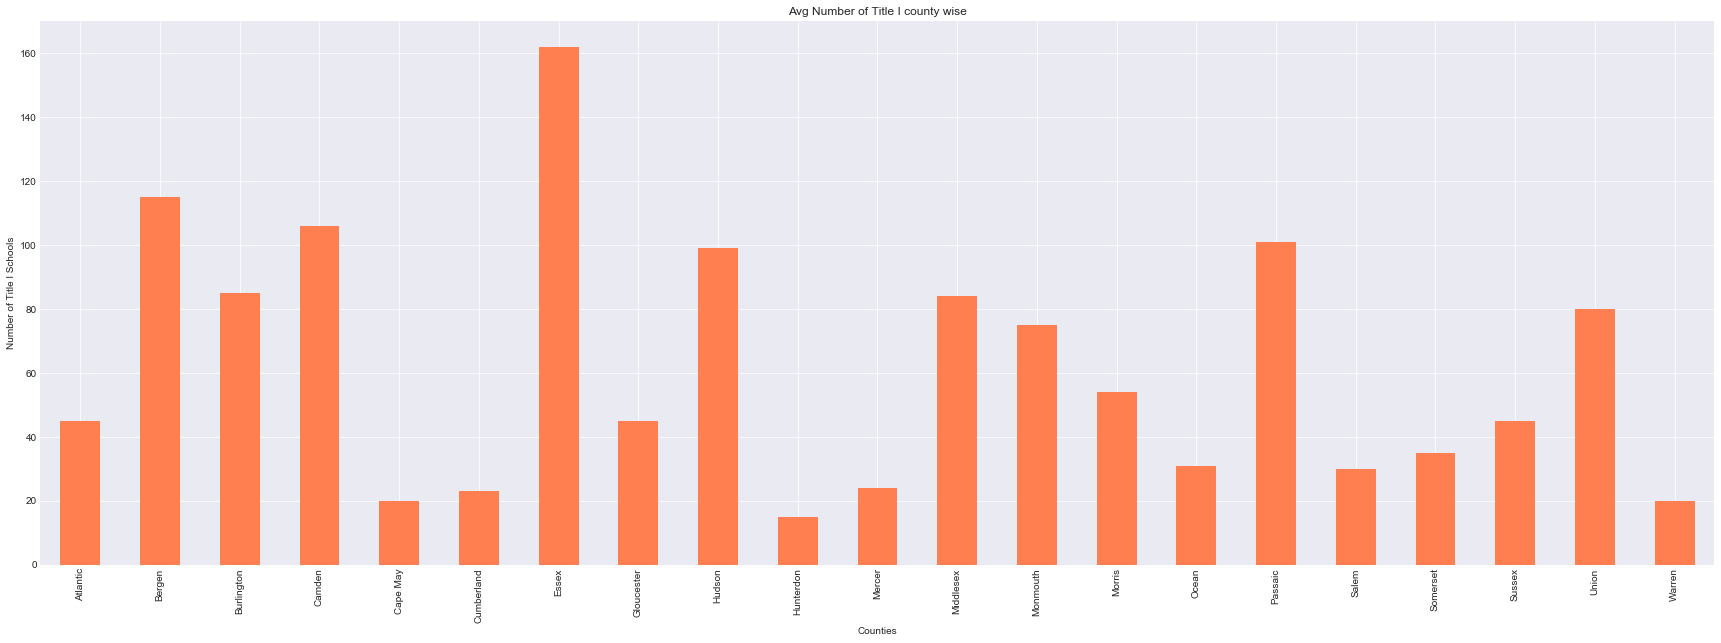 Avg Number of Title I county wise
Number of Title I Schools
160
140
120
100
80
60
40
20
0
Atlantic
Bergen
Burlington
Camden
Cape May
Cumberland
Essex
Gloucester
Hudson
Hunterdon
Mercer
Middlesex
Monmouth
Morris
Ocean
Passaic
Salem
Somerset
Sussex
Union
Warren
Counties